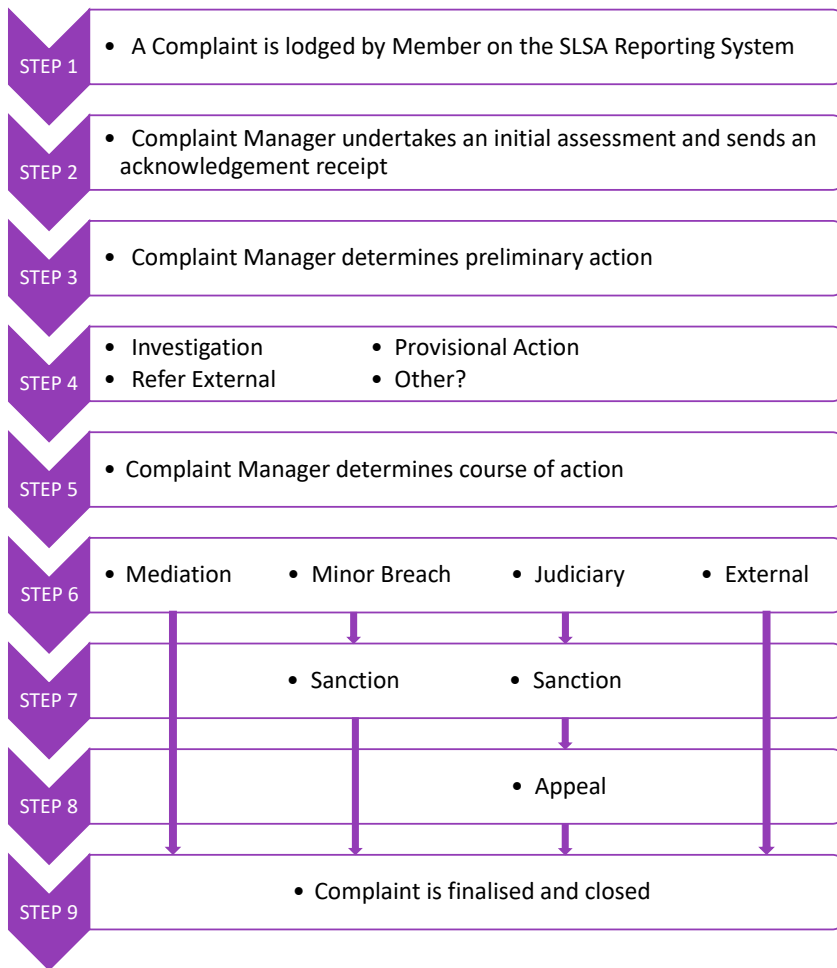 STEP 1
• A Complaint is lodged by Member on the SLSA Reporting System
STEP 2
• Complaint Manager undertakes an initial assessment and sends an
acknowledgement receipt
STEP 3
• Complaint Manager determines preliminary action
STEP 4
• Investigation • Provisional Action
• Refer External • Other?
STEP 5
• Complaint Manager determines course of action
STEP 6
• Mediation • Minor Breach • Judiciary • External
STEP 7
• Sanction • Sanction
STEP 8
• Appeal
STEP 9
• Complaint is finalised and closed